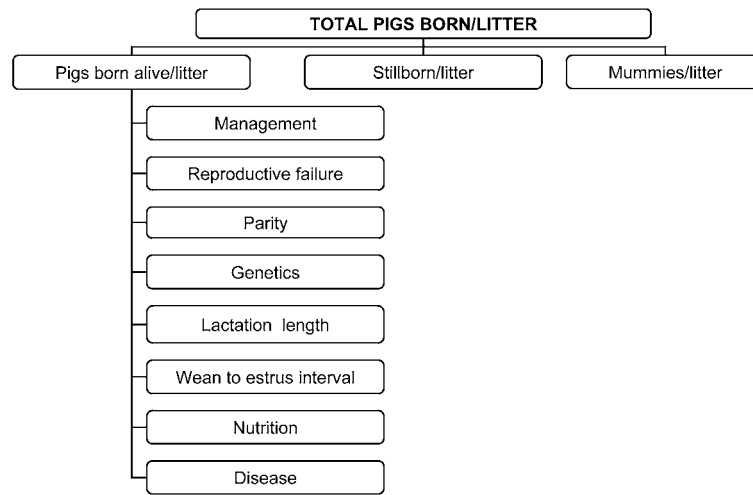 TOTAL PIGS BORN/LITTER
Pigs born alive/litter
Stillborn/litter
Mummies/litter
Management
Reproductive failure
Parity
Genetics
Lactation length
Wean to estrus interval
Nutrition
Disease